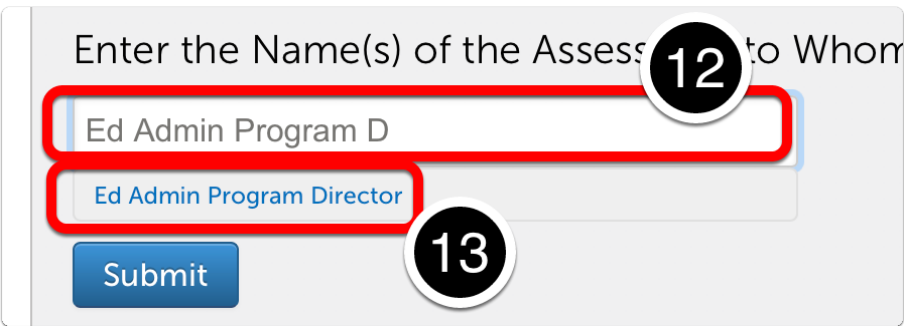 Enter the Name(s) of the Assess to Whom
12
Ed Admin Program D
Ed Admin Program Director
13
Submit